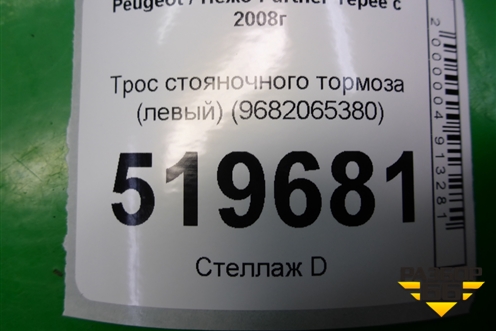 Peugeot / Пежо Partner Tepee с
2008г
Трос стояночного тормоза
(левый) (9682065380)
519681
Стеллаж D
2000004913281